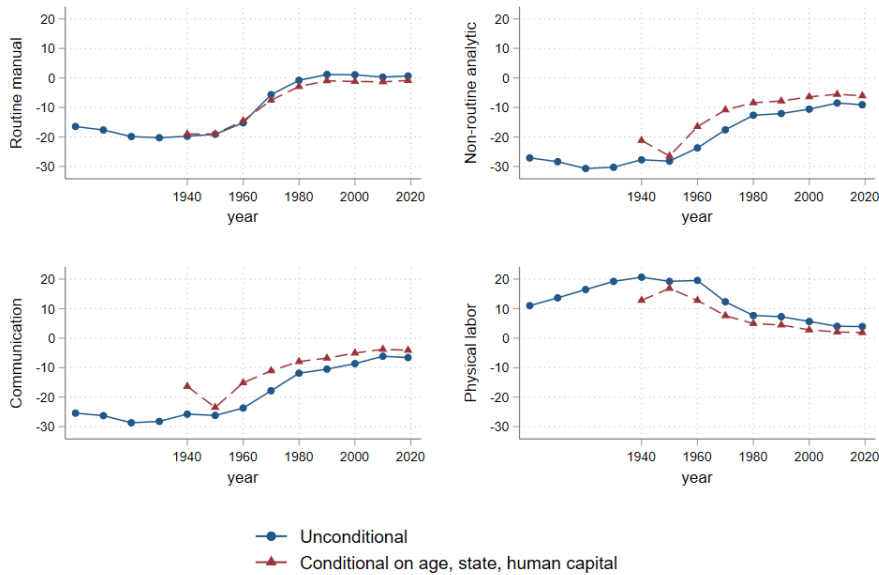 Routine manual
20
10
0
-10
-20
-30
1940 1960 1980 2000 2020
year
Non-routine analytic
20
10
0
-10
-20
-30
1940 1960 1980 2000 2020
year
Communication
20
10
0
-10
-20
-30
1940 1960 1980 2000 2020
year
Physical labor
20
10
0
-10
-20
-30
1940 1960 1980 2000 2020
year
Unconditional
Conditional on age, state, human capital